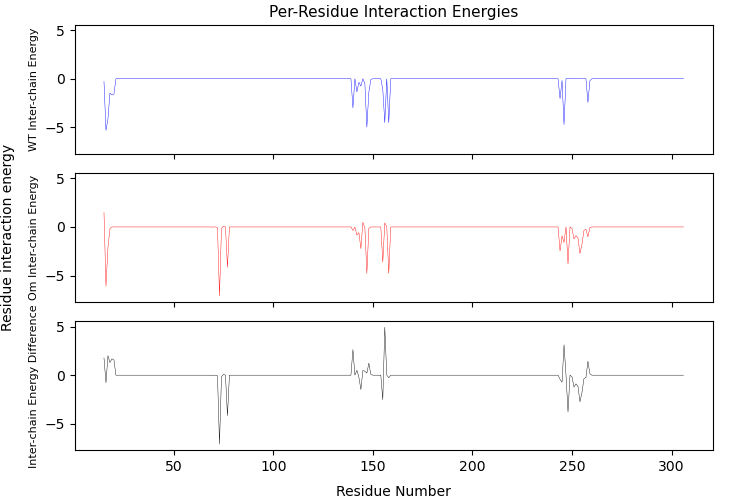 Per-Residue Interaction Energies
Residue interaction energy
WT Inter-chain Energy
5
0
−5
Om Inter-chain Energy
5
0
−5
Inter-chain Energy Difference
5
0
−5
50
100
150
200
250
300
Residue Number